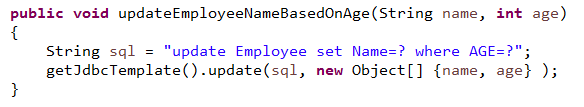 public void updateEmployeeNameBasedOnAge(String name, int age)
{
    String sql = "update Employee set Name=? where AGE=?";
    getJdbcTemplate().update(sql, new Object[] {name, age} );
}